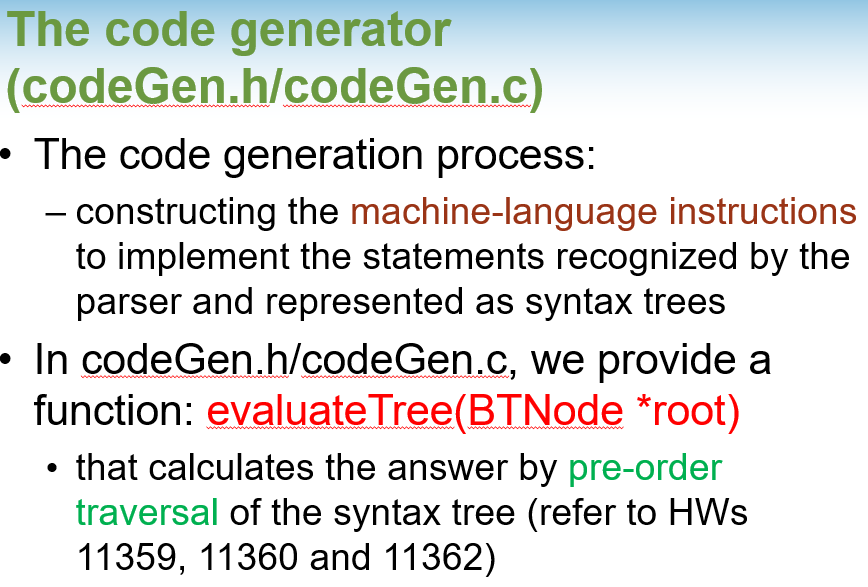 The code generator
(codeGen.h/codeGen.c)
• The code generation process:
– constructing the machine-language instructions
to implement the statements recognized by the
parser and represented as syntax trees
• In codeGen.h/codeGen.c, we provide a
function: evaluateTree(BTNode *root)
• that calculates the answer by pre-order
traversal of the syntax tree (refer to HWs
11359, 11360 and 11362)